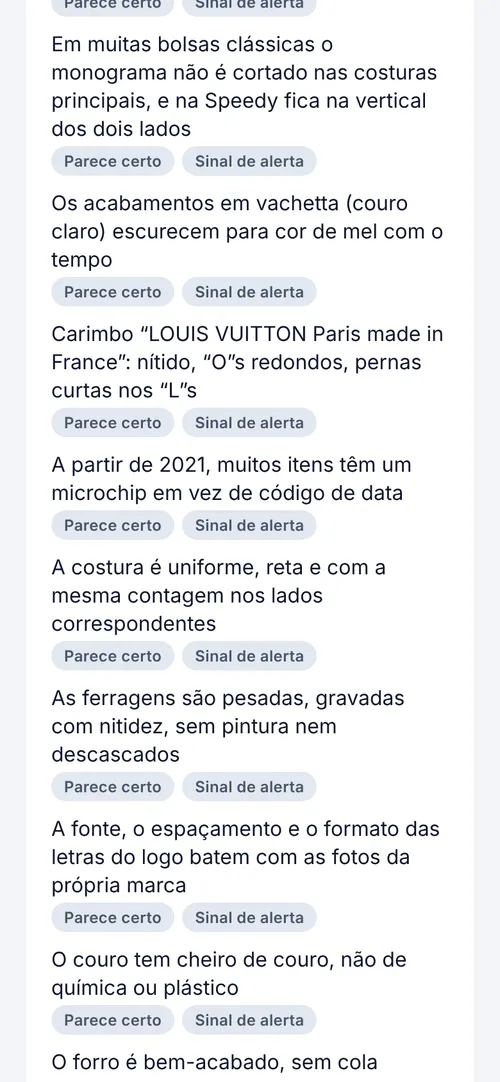 Parece certo Sinal de alerta
Em muitas bolsas clássicas o
monograma não é cortado nas costuras
principais, e na Speedy fica na vertical
dos dois lados
Parece certo Sinal de alerta
Os acabamentos em vachetta (couro
claro) escurecem para cor de mel com o
tempo
Parece certo Sinal de alerta
Carimbo “LOUIS VUITTON Paris made in
France”: nítido, “O”s redondos, pernas
curtas nos “L”s
Parece certo Sinal de alerta
A partir de 2021, muitos itens têm um
microchip em vez de código de data
Parece certo Sinal de alerta
A costura é uniforme, reta e com a
mesma contagem nos lados
correspondentes
Parece certo Sinal de alerta
As ferragens são pesadas, gravadas
com nitidez, sem pintura nem
descascados
Parece certo Sinal de alerta
A fonte, o espaçamento e o formato das
letras do logo batem com as fotos da
própria marca
Parece certo Sinal de alerta
O couro tem cheiro de couro, não de
química ou plástico
Parece certo Sinal de alerta
O forro é bem-acabado, sem cola